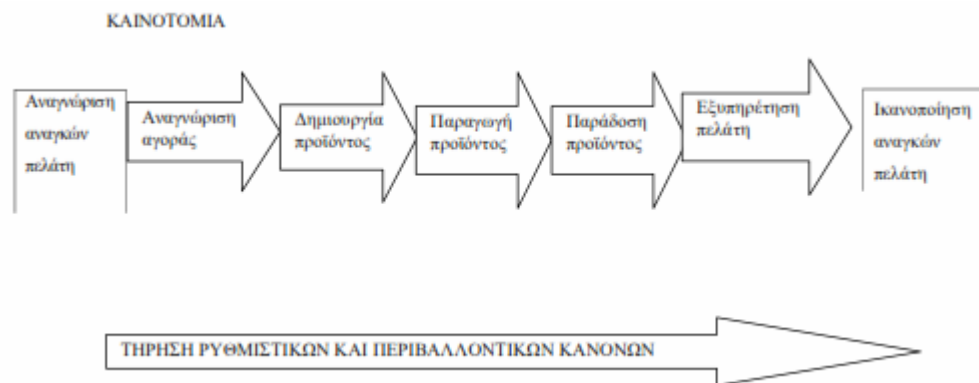 ΚΑΙΝΟΤΟΜΙΑ
Αναγνώριση
αναγκών
πελάτη
Αναγνώριση
αγοράς
Δημιουργία
προϊόντος
Παραγωγή
προϊόντος
Παράδοση
προϊόντος
Εξυπηρέτηση
πελάτη
Ικανοποίηση
αναγκών
πελάτη
ΤΗΡΗΣΗ ΡΥΘΜΙΣΤΙΚΩΝ ΚΑΙ ΠΕΡΙΒΑΛΛΟΝΤΙΚΩΝ ΚΑΝΟΝΩΝ